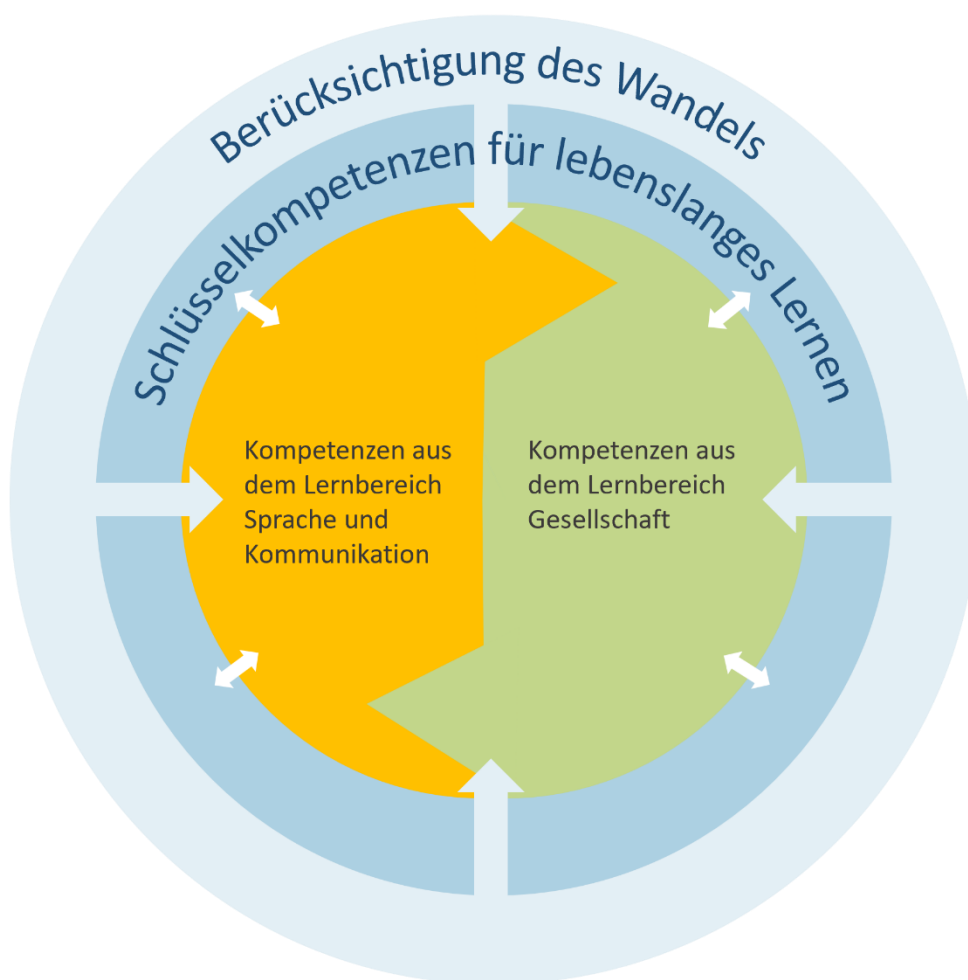 Berücksichtigung des Wandels
Schlüsselkompetenzen für lebenslanges Lernen
Kompetenzen aus
dem Lernbereich
Sprache und
Kommunikation
Kompetenzen aus
dem Lernbereich
Gesellschaft